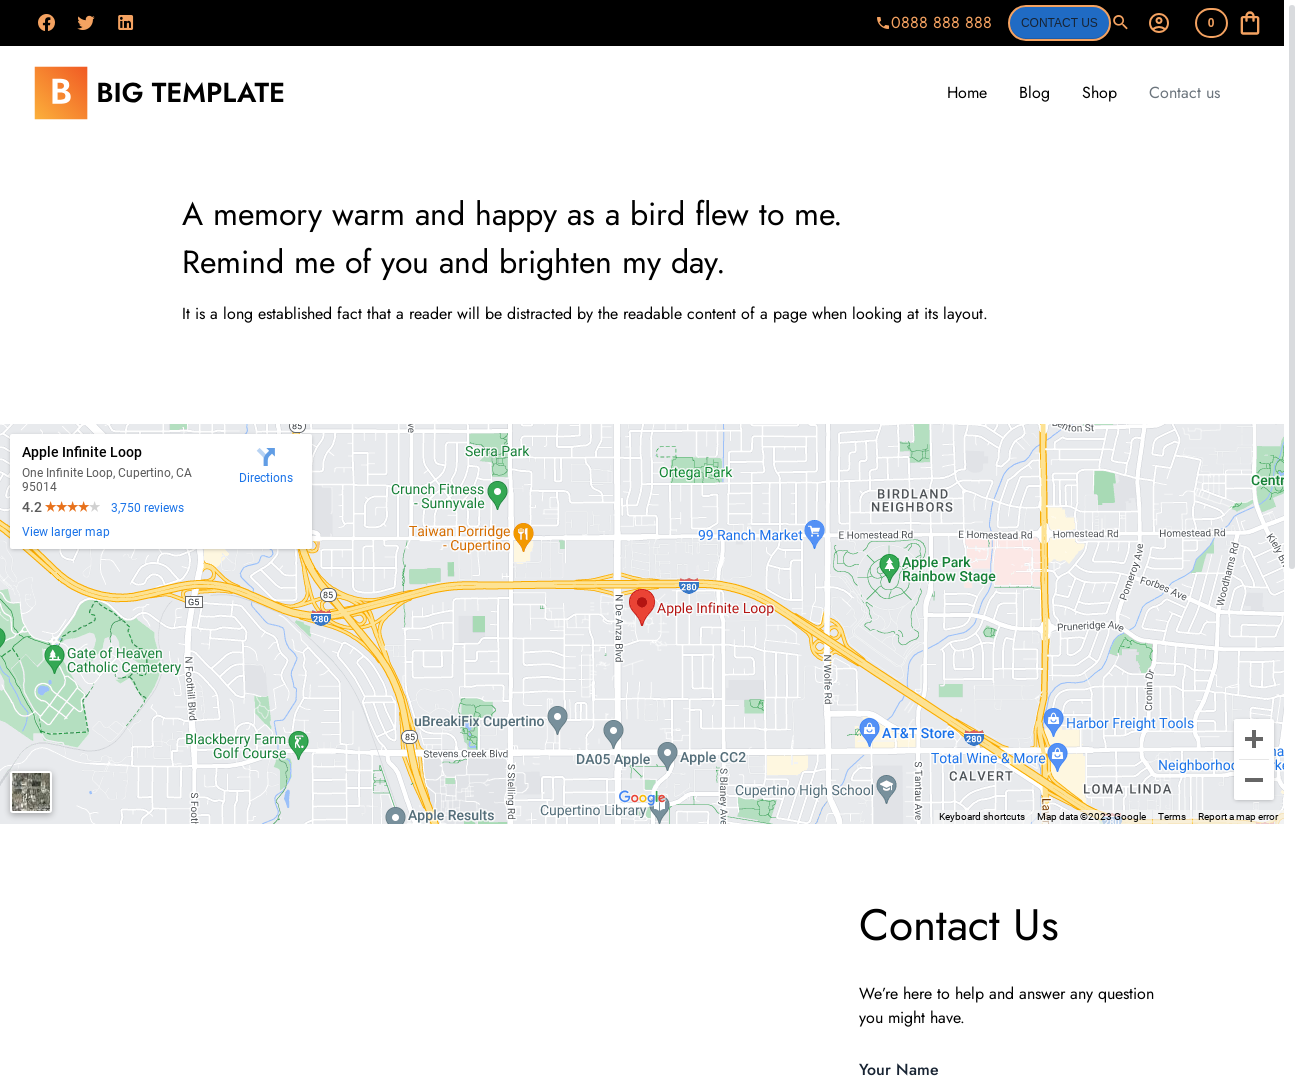 0888 888 888
CONTACT US
0
B BIG TEMPLATE
Home
Blog
Shop
Contact us
A memory warm and happy as a bird flew to me.
Remind me of you and brighten my day.
It is a long established fact that a reader will be distracted by the readable content of a page when looking at its layout.
Apple Infinite Loop
One Infinite Loop, Cupertino, CA
95014
Directions
4.2
3,750 reviews
View larger map
85
Serra Park
Ortega Park
Crunch Fitness
- Sunnyvale
BIRDLAND
NEIGHBORS
Taiwan Porridge
- Cupertino
99 Ranch Market
E Homestead Rd
E Homestead Rd
Homestead Rd
Homestead Rd
Apple Park
Rainbow Stage
280
85
G5
280
N De Anza Blvd
Apple Infinite Loop
Pomeroy Ave
Forbes Ave
Woodhams Rd
Kiely
Pruneridge Ave
Gate of Heaven
Catholic Cemetery
N Foothill Blvd
N Wolfe Rd
Cronin Dr
uBreakiFix Cupertino
Harbor Freight Tools
AT&T Store
280
Blackberry Farm
Golf Course
85
Stevens Creek Blvd
DA05 Apple
Apple CC2
Total Wine & More
CALVERT
S Stelling Rd
S Blaney
S Tantau Ave
Cupertino High School
LOMA LINDA
Google
Cupertino Library
Apple Results
S Foot
Keyboard shortcuts
Map data ©2023 Google
Terms
Report a map error
Contact Us
We’re here to help and answer any question
you might have.
Your Name